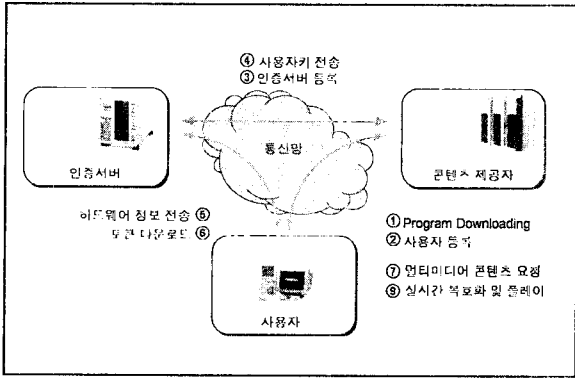 ④ 사용자키 전송
③ 인증서버 등록
통신망
인증서버
콘텐츠 제공자
하드웨어 정보 전송 ⑤
토큰 다운로드 ⑥
① Program Downloading
② 사용자 등록
⑦ 멀티미디어 콘텐츠 요청
⑧ 실시간 복호화 및 플레이
사용자